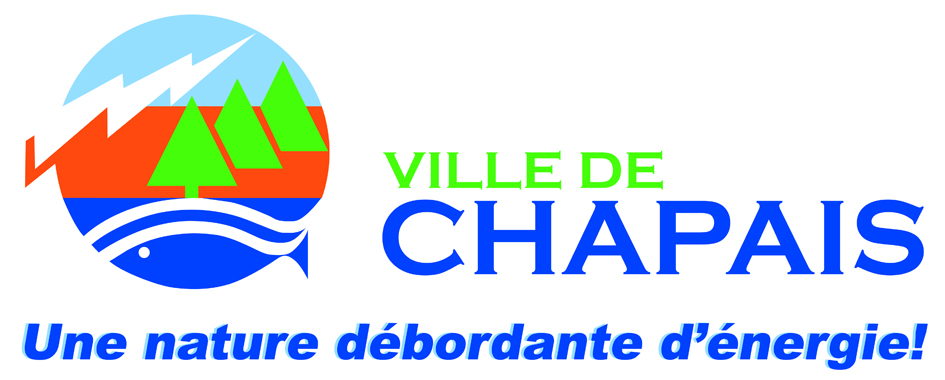 VILLE DE
CHAPAIS
Une nature débordante d'énergie!